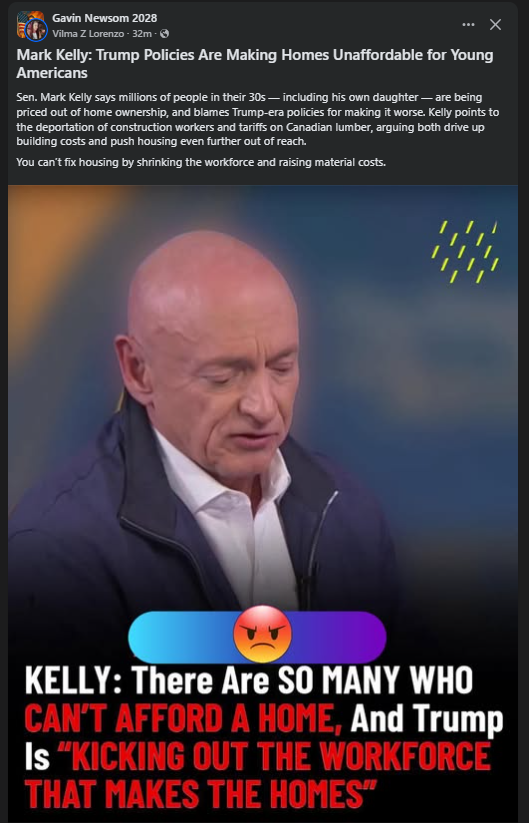 Gavin Newsom 2028
Vilma Z Lorenzo · 32m ·
Mark Kelly: Trump Policies Are Making Homes Unaffordable for Young
Americans
Sen. Mark Kelly says millions of people in their 30s — including his own daughter — are being
priced out of home ownership, and blames Trump-era policies for making it worse. Kelly points to
the deportation of construction workers and tariffs on Canadian lumber, arguing both drive up
building costs and push housing even further out of reach.
You can't fix housing by shrinking the workforce and raising material costs.
KELLY: There Are SO MANY WHO
CAN'T AFFORD A HOME, And Trump
Is “KICKING OUT THE WORKFORCE
THAT MAKES THE HOMES”